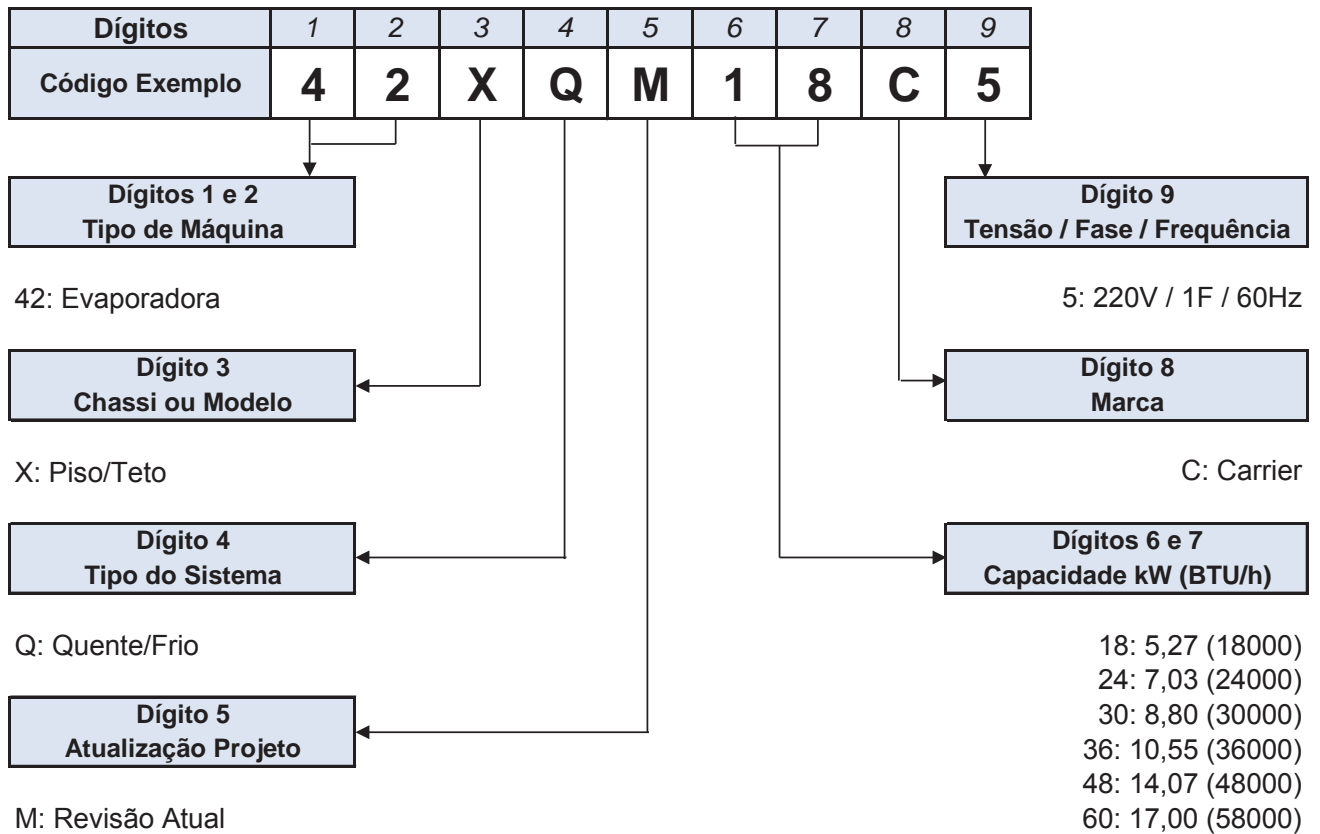 Dígitos 1 2 3 4 5 6 7 8 9
Código Exemplo 4 2 X Q M 1 8 C 5
Dígitos 1 e 2
Tipo de Máquina
42: Evaporadora
Dígito 3
Chassi ou Modelo
X: Piso/Teto
Dígito 4
Tipo do Sistema
Q: Quente/Frio
Dígito 5
Atualização Projeto
M: Revisão Atual
Dígito 9
Tensão / Fase / Frequência
5: 220V / 1F / 60Hz
Dígito 8
Marca
C: Carrier
Dígitos 6 e 7
Capacidade kW (BTU/h)
18: 5,27 (18000)
24: 7,03 (24000)
30: 8,80 (30000)
36: 10,55 (36000)
48: 14,07 (48000)
60: 17,00 (58000)